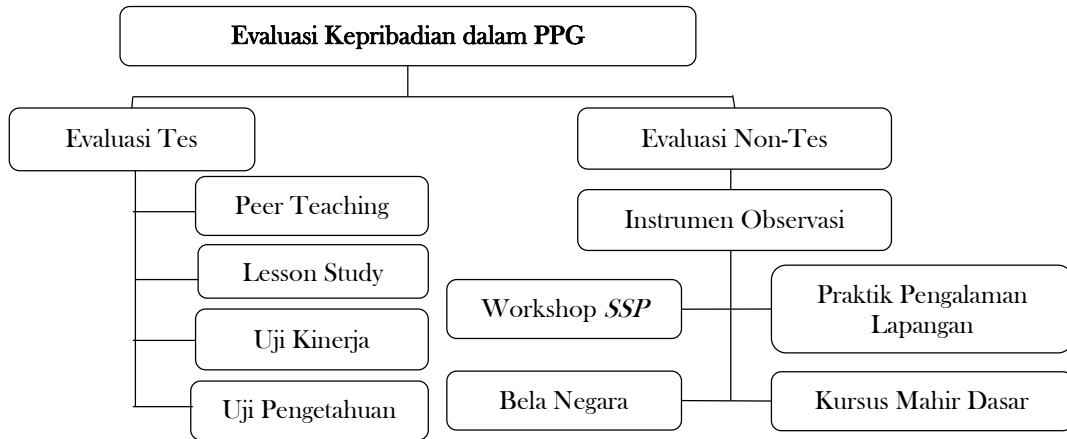 Evaluasi Kepribadian dalam PPG
Evaluasi Tes
Peer Teaching
Lesson Study
Uji Kinerja
Uji Pengetahuan
Evaluasi Non-Tes
Instrumen Observasi
Workshop SSP
Praktik Pengalaman
Lapangan
Bela Negara
Kursus Mahir Dasar